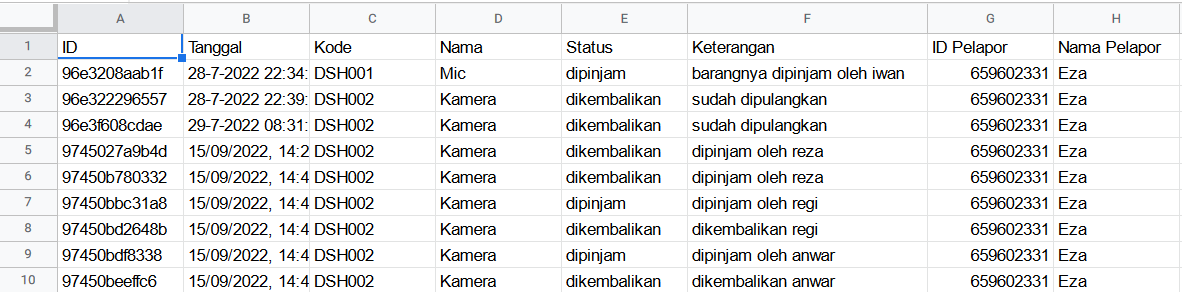 A B C D E F G H
1 ID Tanggal Kode Nama Status Keterangan ID Pelapor Nama Pelapor
2 96e3208aab1f 28-7-2022 22:34: DSH001 Mic dipinjam barangnya dipinjam oleh iwan 659602331 Eza
3 96e322296557 28-7-2022 22:39: DSH002 Kamera dikembalikan sudah dipulangkan 659602331 Eza
4 96e3f608cdae 29-7-2022 08:31: DSH002 Kamera dikembalikan sudah dipulangkan 659602331 Eza
5 9745027a9b4d 15/09/2022, 14:2 DSH002 Kamera dikembalikan dipinjam oleh reza 659602331 Eza
6 97450b780332 15/09/2022, 14:4 DSH002 Kamera dikembalikan dipinjam oleh reza 659602331 Eza
7 97450bbc31a8 15/09/2022, 14:4 DSH002 Kamera dipinjam dipinjam oleh regi 659602331 Eza
8 97450bd2648b 15/09/2022, 14:4 DSH002 Kamera dikembalikan dikembalikan regi 659602331 Eza
9 97450bdf8338 15/09/2022, 14:4 DSH002 Kamera dipinjam dipinjam oleh anwar 659602331 Eza
10 97450beeffc6 15/09/2022, 14:4 DSH002 Kamera dikembalikan dikembalikan anwar 659602331 Eza